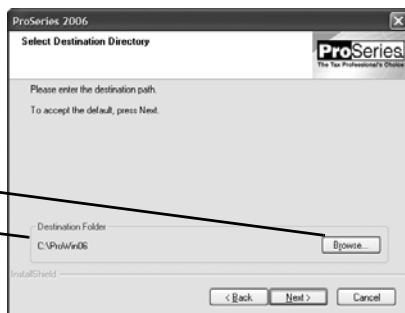 ProSeries 2006
Select Destination Directory
ProSeries
The Tax Professional's Choice
Please enter the destination path.
To accept the default, press Next.
Destination Folder
C:\ProWin06
Browse...
InstallShield
< Back Next > Cancel